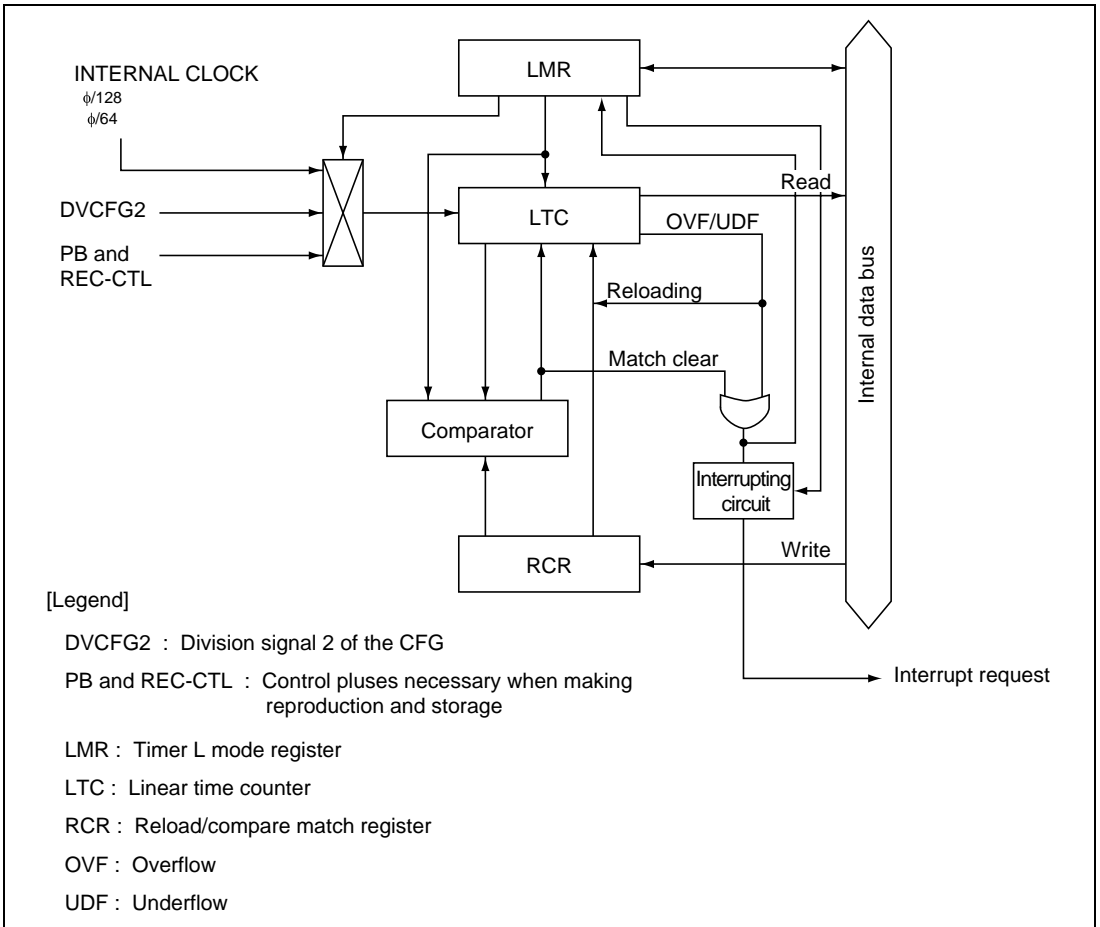 LMR
INTERNAL CLOCK
ϕ/128
ϕ/64
Read
DVCFG2
LTC
OVF/UDF
PB and
REC-CTL
Reloading
Internal data bus
Match clear
Comparator
Interrupting
circuit
Write
RCR
[Legend]
DVCFG2 : Division signal 2 of the CFG
PB and REC-CTL : Control pluses necessary when making
reproduction and storage
Interrupt request
LMR : Timer L mode register
LTC : Linear time counter
RCR : Reload/compare match register
OVF : Overflow
UDF : Underflow